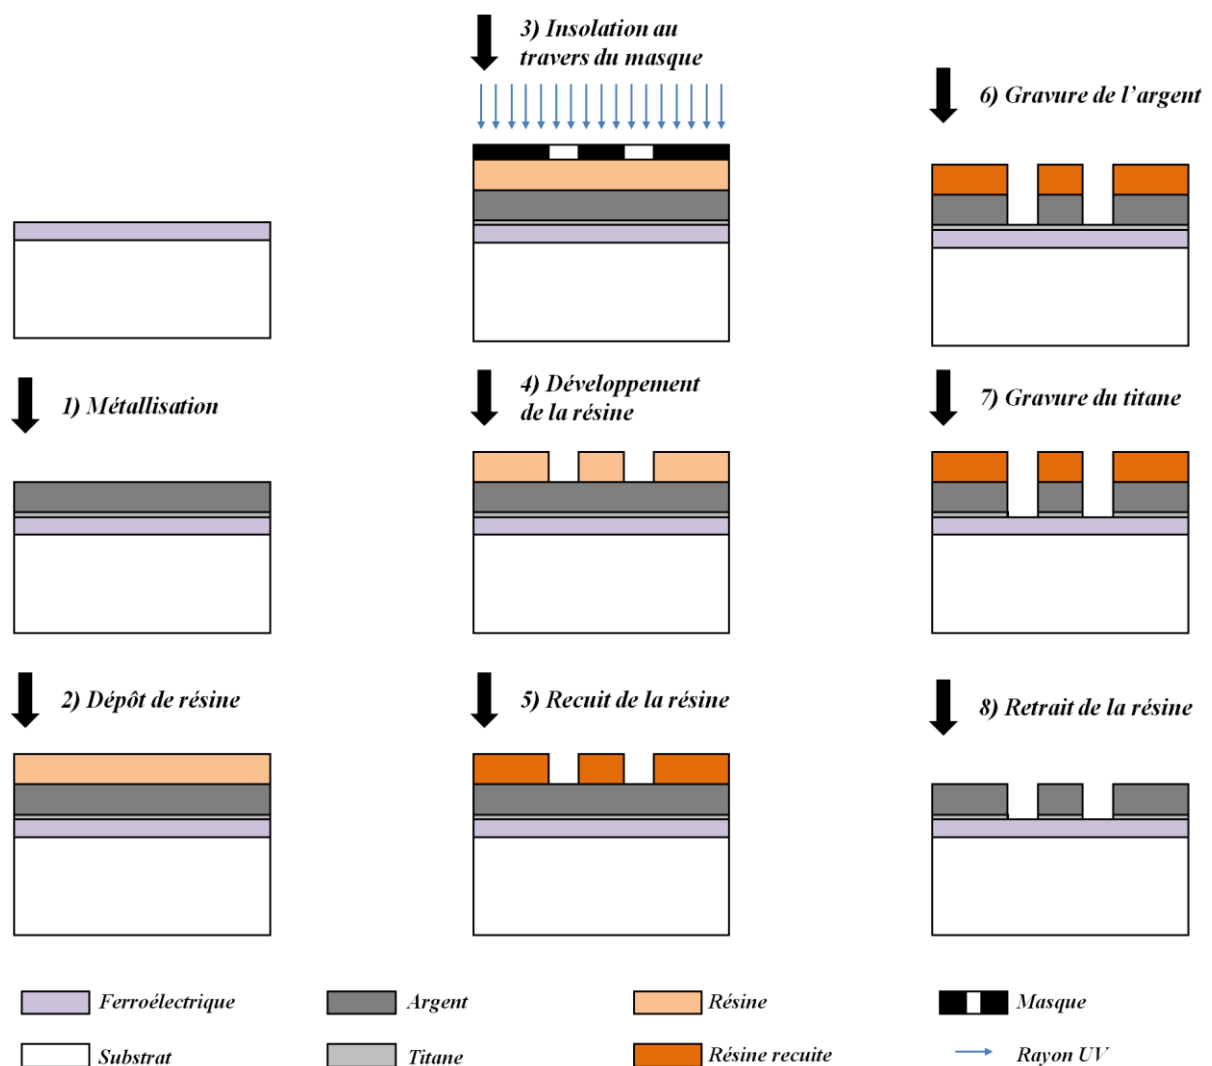 1) Métallisation
2) Dépôt de résine
3) Insolation au
travers du masque
4) Développement
de la résine
5) Recuit de la résine
6) Gravure de l’argent
7) Gravure du titane
8) Retrait de la résine
Ferroélectrique
Argent
Résine
Masque
Substrat
Titane
Résine recuite
Rayon UV